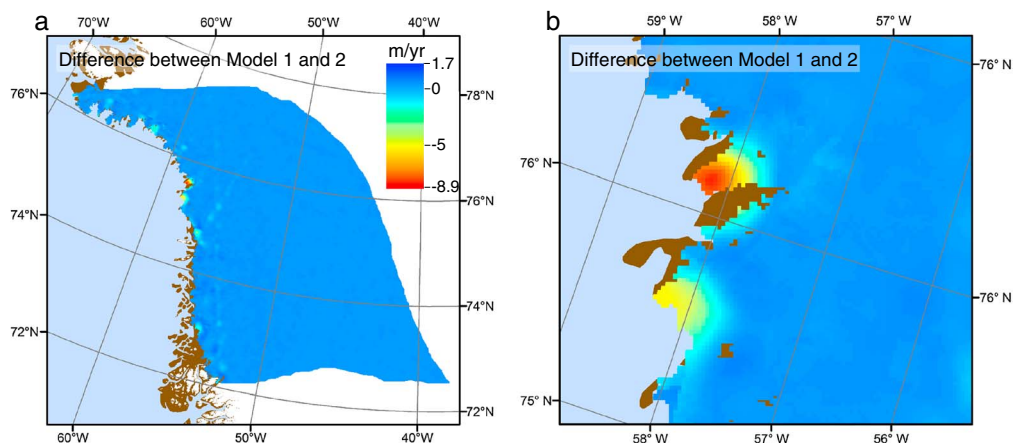 a
70°W 60°W 50°W 40°W
Difference between Model 1 and 2
m/yr
1.7
0
-5
-8.9
76°N
74°N
72°N
78°N
76°N
74°N
72°N
60°W 50°W 40°W
b
59°W 58°W 57°W
Difference between Model 1 and 2
76° N
75° N
76° N
76° N
58°W 57°W 56°W